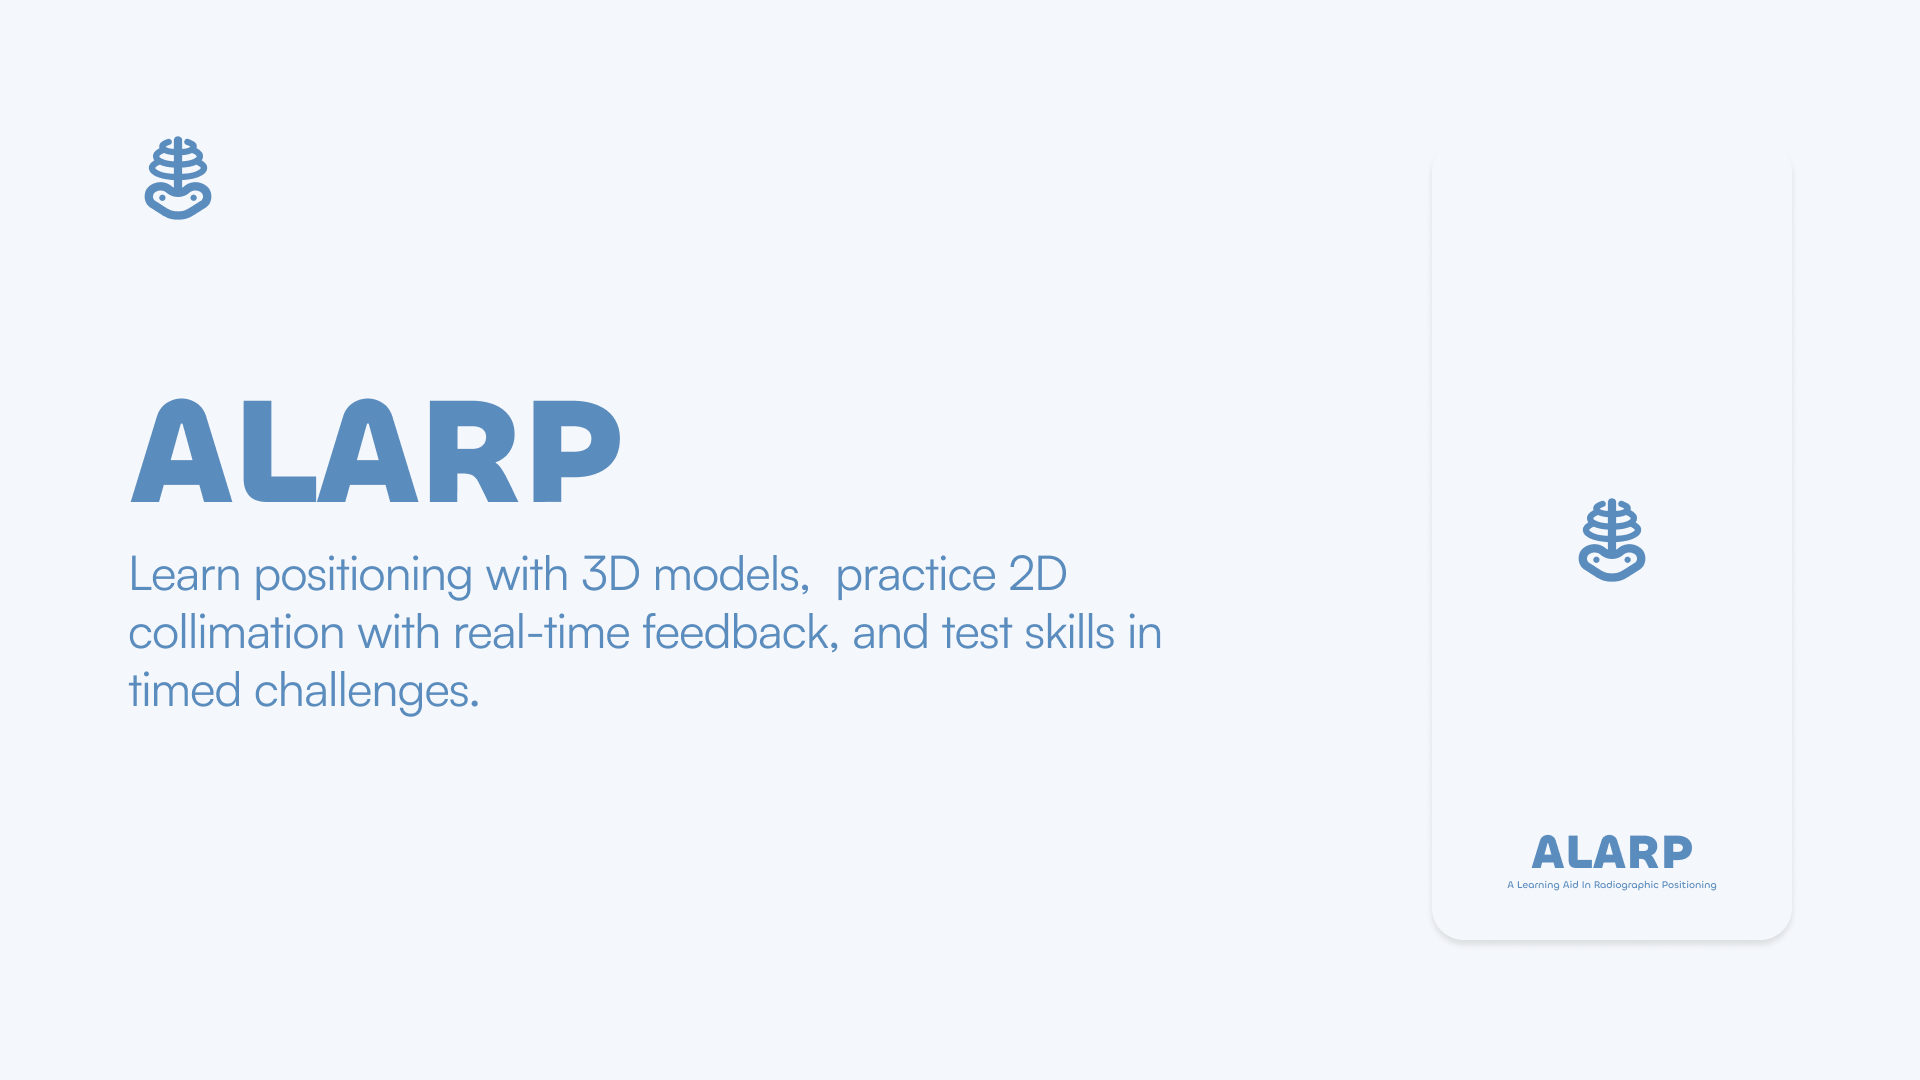 ALARP
Learn positioning with 3D models,  practice 2D
collimation with real-time feedback, and test skills in
timed challenges.
ALARP
A Learning Aid In Radiographic Positioning